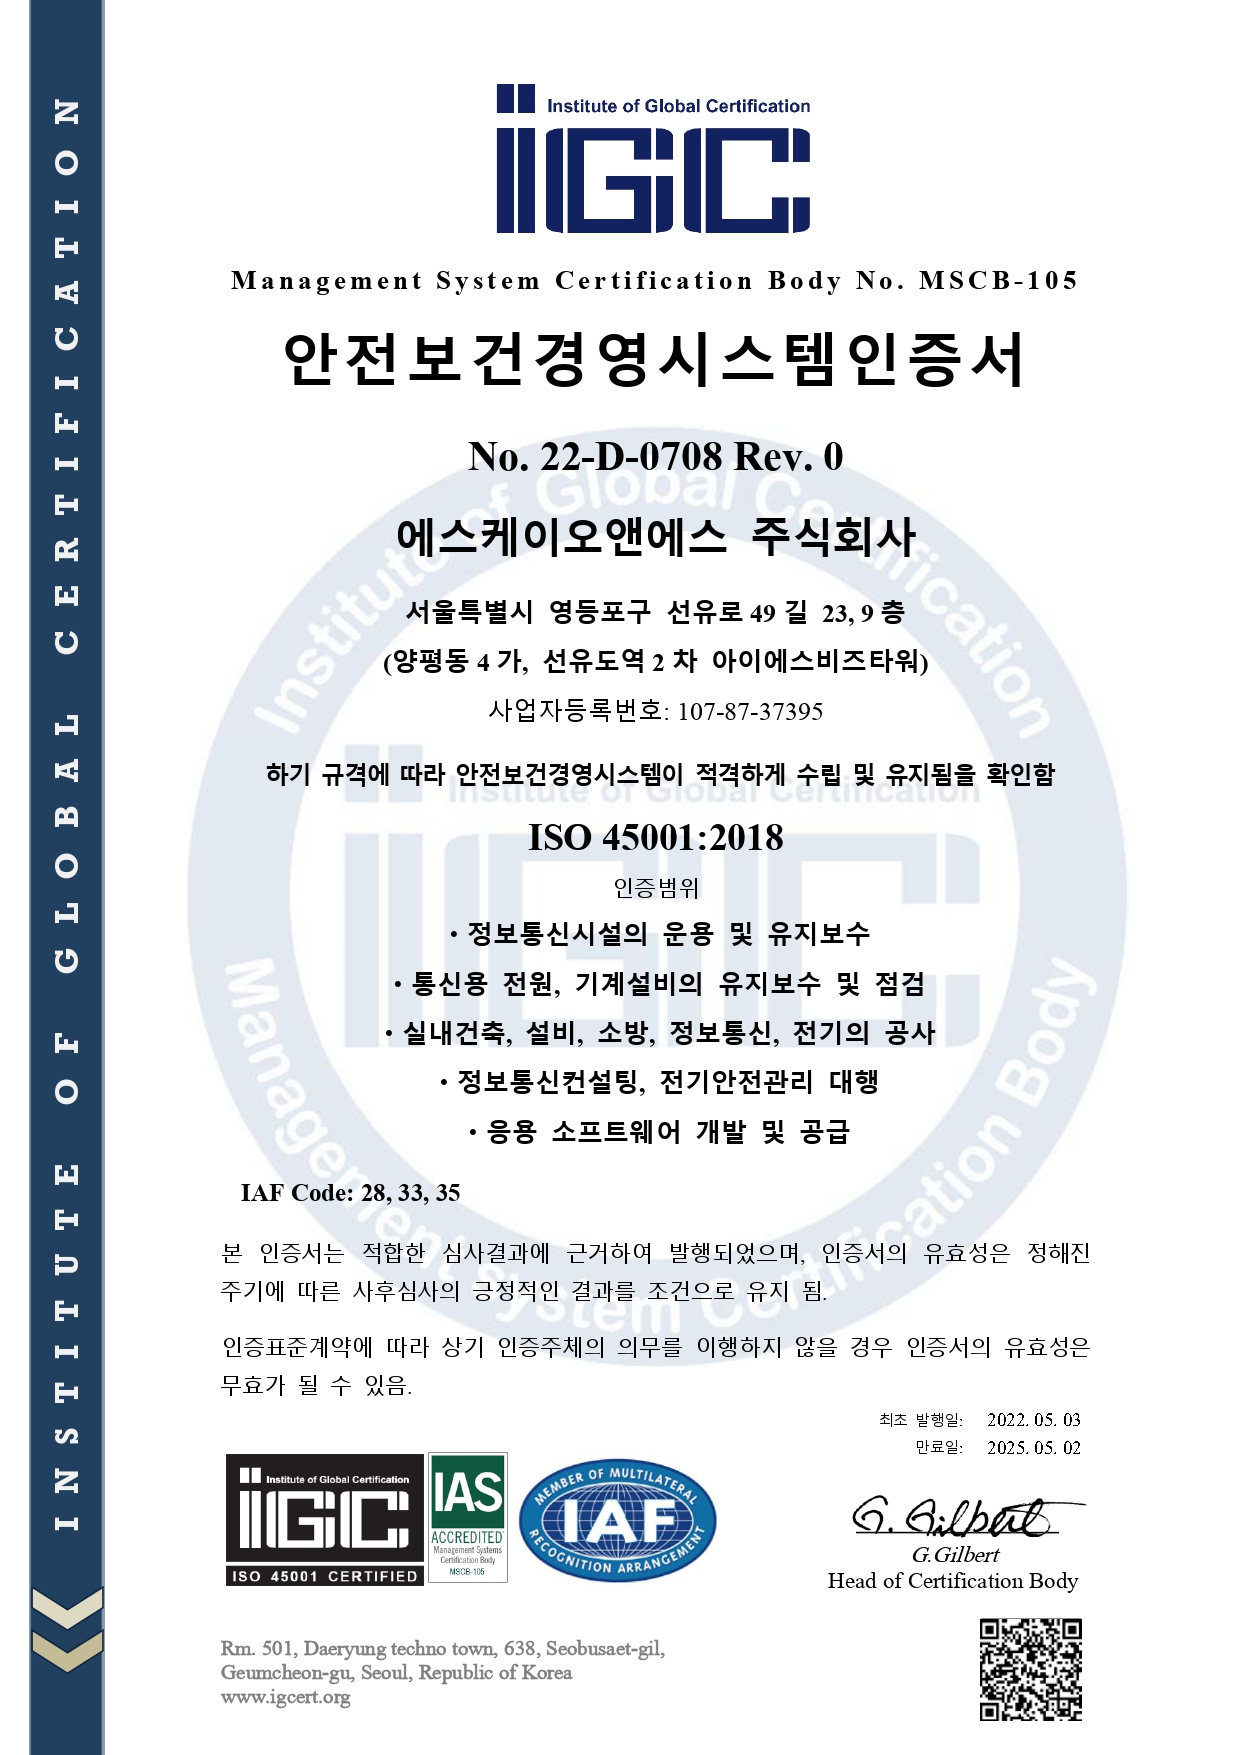 INSTITUTE OF GLOBAL CERTIFICATION
Institute of Global Certification
iGC
Management System Certification Body No. MSCB-105
안전보건경영시스템인증서
No. 22-D-0708 Rev. 0
에스케이오앤에스 주식회사
서울특별시 영등포구 선유로 49 길 23, 9 층
(양평동 4 가, 선유도역 2 차 아이에스비즈타워)
사업자등록번호: 107-87-37395
하기 규격에 따라 안전보건경영시스템이 적격하게 수립 및 유지됨을 확인함
ISO 45001:2018
인증범위
· 정보통신시설의 운용 및 유지보수
· 통신용 전원, 기계설비의 유지보수 및 점검
· 실내건축, 설비, 소방, 정보통신, 전기의 공사
· 정보통신컨설팅, 전기안전관리 대행
· 응용 소프트웨어 개발 및 공급
IAF Code: 28, 33, 35
본 인증서는 적합한 심사결과에 근거하여 발행되었으며, 인증서의 유효성은 정해진
주기에 따른 사후심사의 긍정적인 결과를 조건으로 유지 됨.
인증표준계약에 따라 상기 인증주체의 의무를 이행하지 않을 경우 인증서의 유효성은
무효가 될 수 있음.
최초 발행일: 2022. 05. 03
만료일: 2025. 05. 02
Institute of Global Certification
iGC
ISO 45001 CERTIFIED
IAS
ACCREDITED
Management Systems
Certification Body
MSCB-105
MEMBER OF MULTILATERAL
IAF
RECOGNITION ARRANGEMENT
G. Gilbert
G.Gilbert
Head of Certification Body
Rm. 501, Daeryung techno town, 638, Seobusaet-gil,
Geumcheon-gu, Seoul, Republic of Korea
www.igcert.org
Institute of Global Certification
Institute of Global Certification
iGC
Management System Certification Body